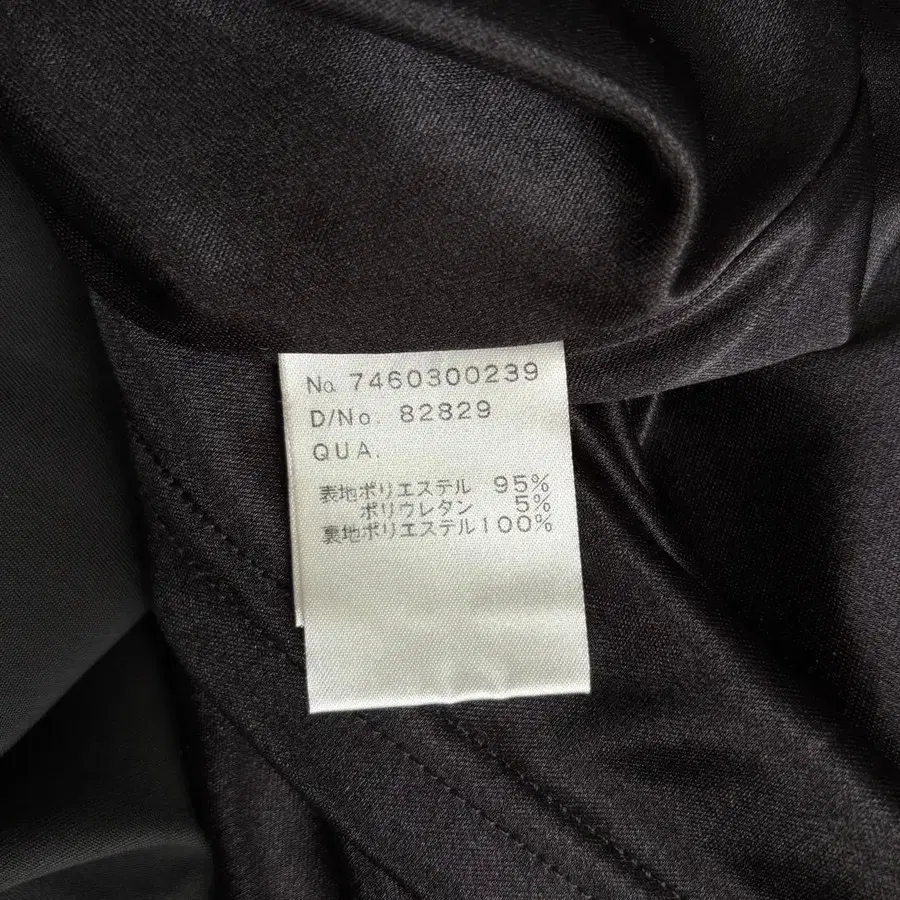 No. 7460300239
D/No. 82829
QUA.
表地ポリエステル 95%
ポリウレタン 5%
裏地ポリエステル100%